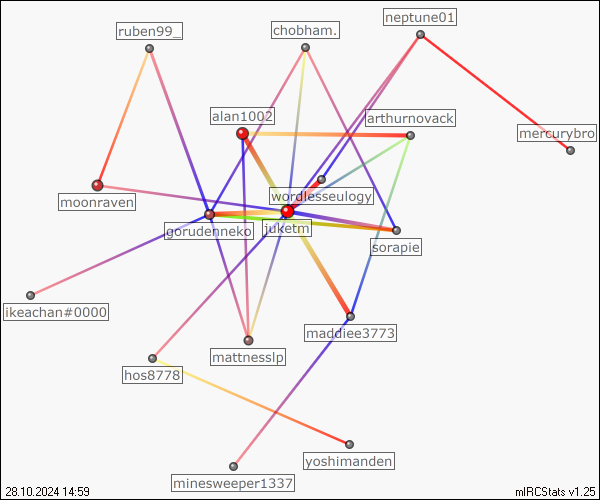 neptune01
ruben99_
chobham.
alan1002
arthurnovack
mercurybro
wordlesseulogy
moonraven
gorudenneko
juketm
sorapie
ikeachan#0000
maddiee3773
mattnesslp
hos8778
yoshimanden
minesweeper1337
28.10.2024 14:59
mIRCStats v1.25